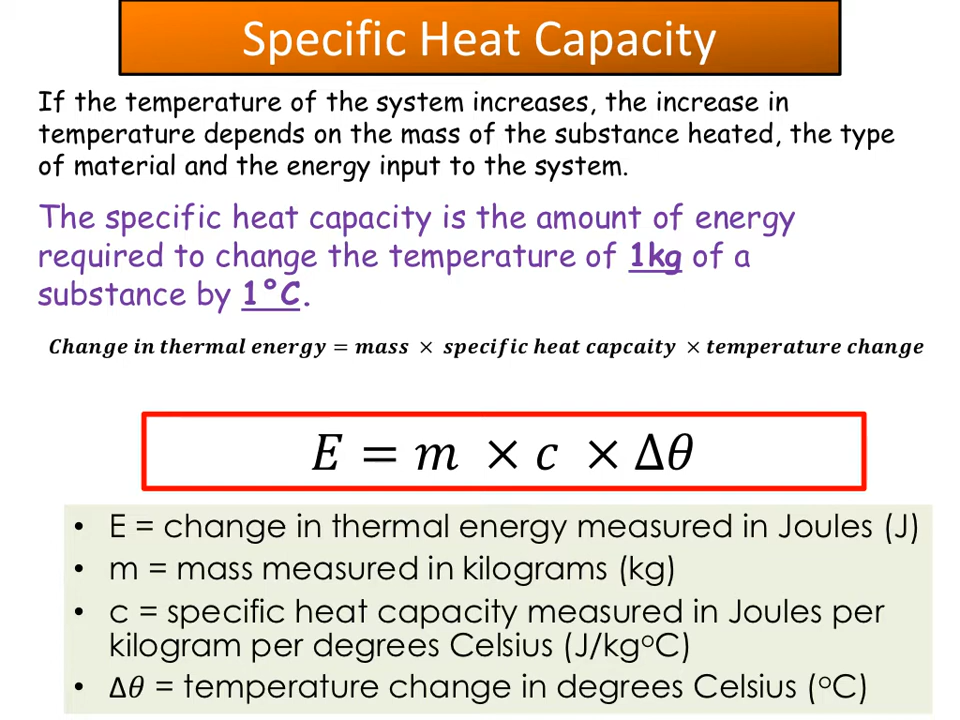 Specific Heat Capacity
If the temperature of the system increases, the increase in
temperature depends on the mass of the substance heated, the type
of material and the energy input to the system.
The specific heat capacity is the amount of energy
required to change the temperature of 1kg of a
substance by 1°C.
Change in thermal energy = mass × specific heat capcaity × temperature change
E = m × c × Δθ
• E = change in thermal energy measured in Joules (J)
• m = mass measured in kilograms (kg)
• c = specific heat capacity measured in Joules per
kilogram per degrees Celsius (J/kg°C)
• Δθ = temperature change in degrees Celsius (°C)